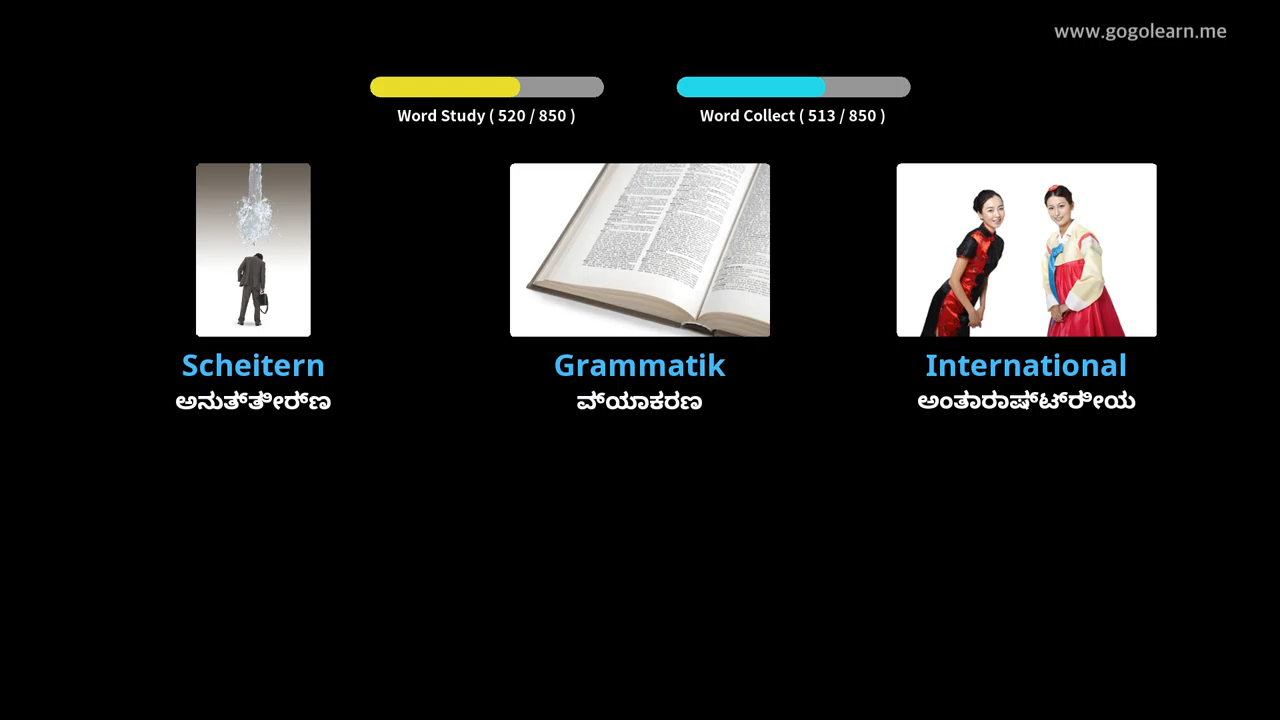 www.gogolearn.me
Word Study ( 520 / 850 )
Word Collect ( 513 / 850 )
Scheitern
Grammatik
International
ಅನುತ್ತೀರ್ಣ
ವ್ಯಾಕರಣ
ಅಂತಾರಾಷ್ಟ್ರೀಯ